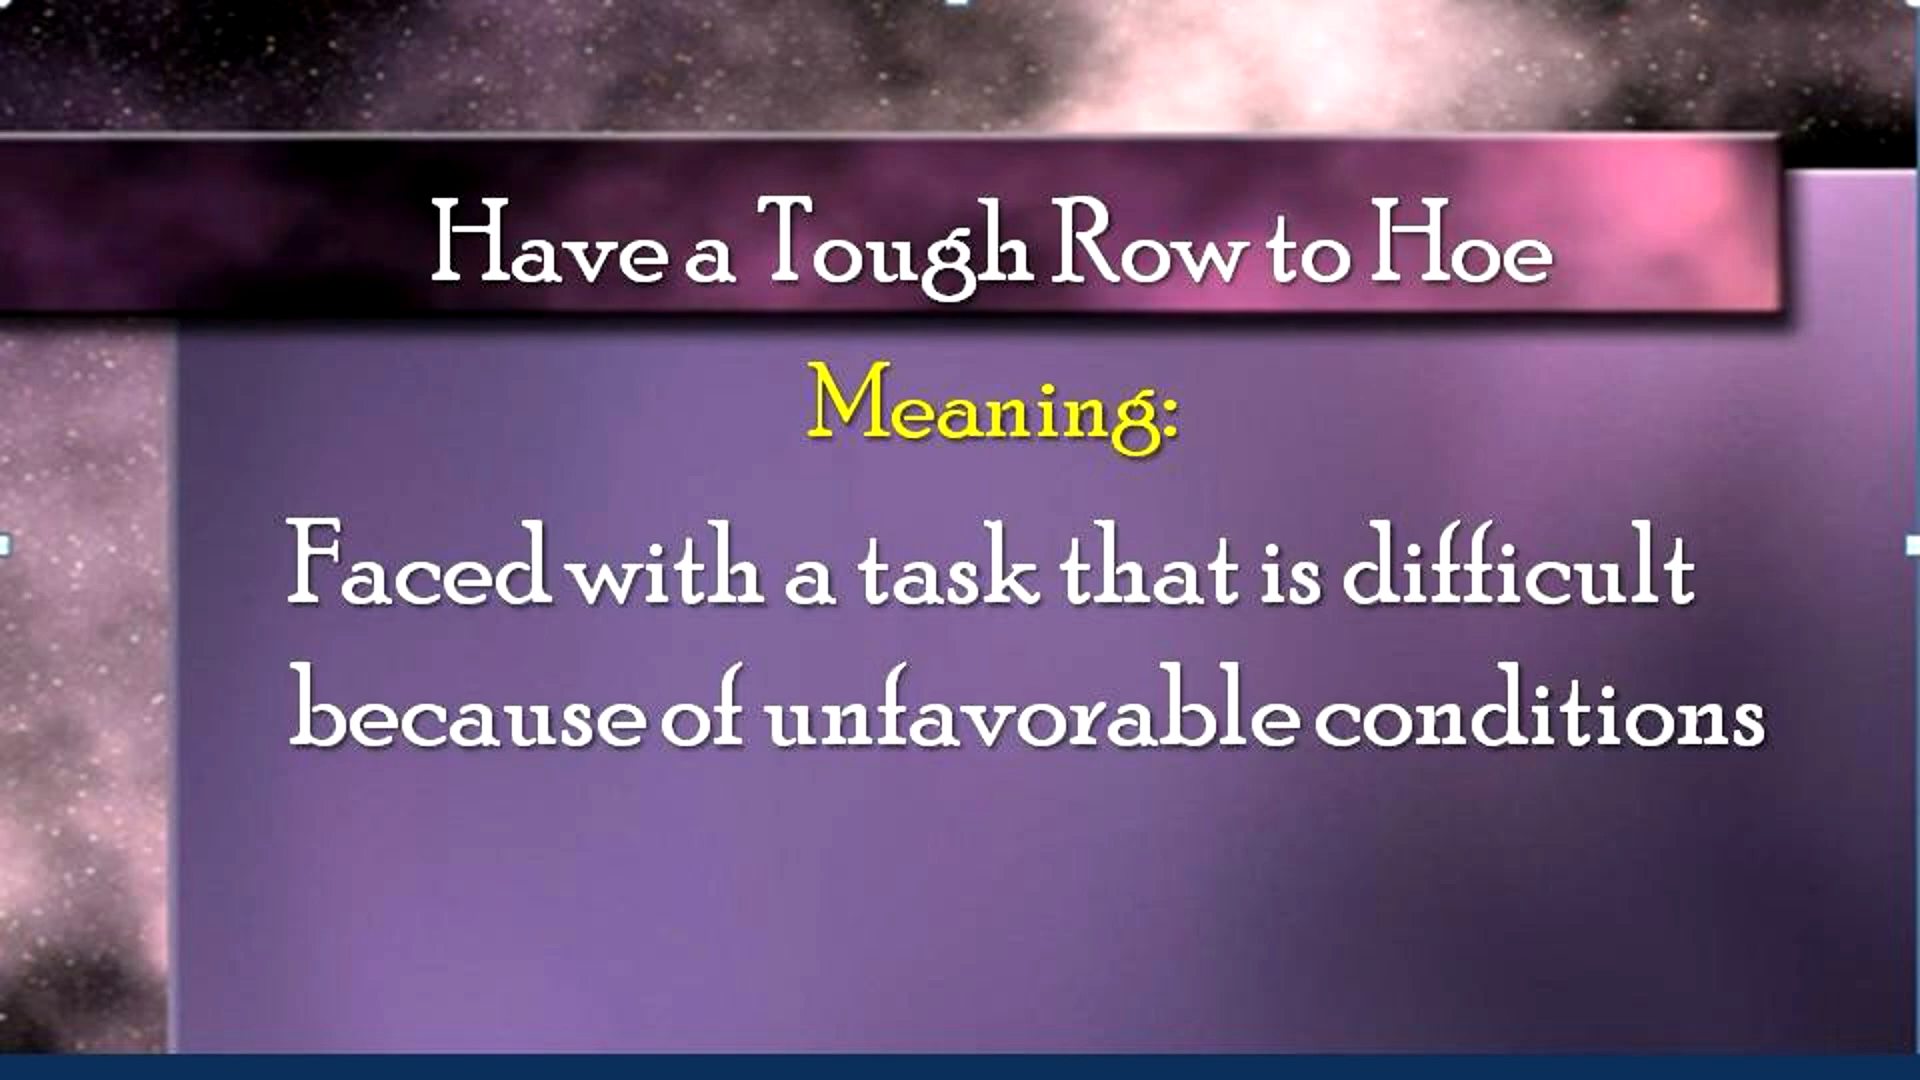 Have a Tough Row to Hoe
Meaning:
Faced with a task that is difficult
because of unfavorable conditions